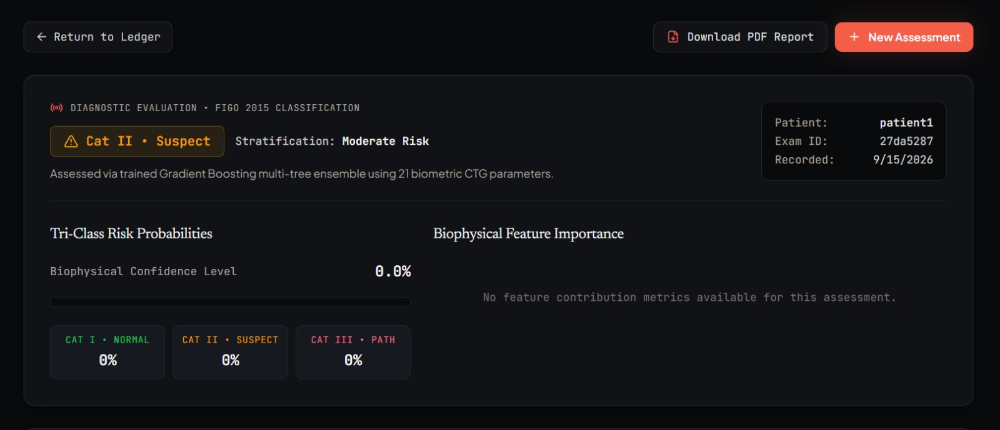 Return to Ledger
Download PDF Report
+ New Assessment
DIAGNOSTIC EVALUATION • FIGO 2015 CLASSIFICATION
Cat II • Suspect
Stratification: Moderate Risk
Assessed via trained Gradient Boosting multi-tree ensemble using 21 biometric CTG parameters.
Patient: patient1
Exam ID: 27da5287
Recorded: 9/15/2026
Tri-Class Risk Probabilities
Biophysical Confidence Level 0.0%
CAT I • NORMAL
0%
CAT II • SUSPECT
0%
CAT III • PATH
0%
Biophysical Feature Importance
No feature contribution metrics available for this assessment.